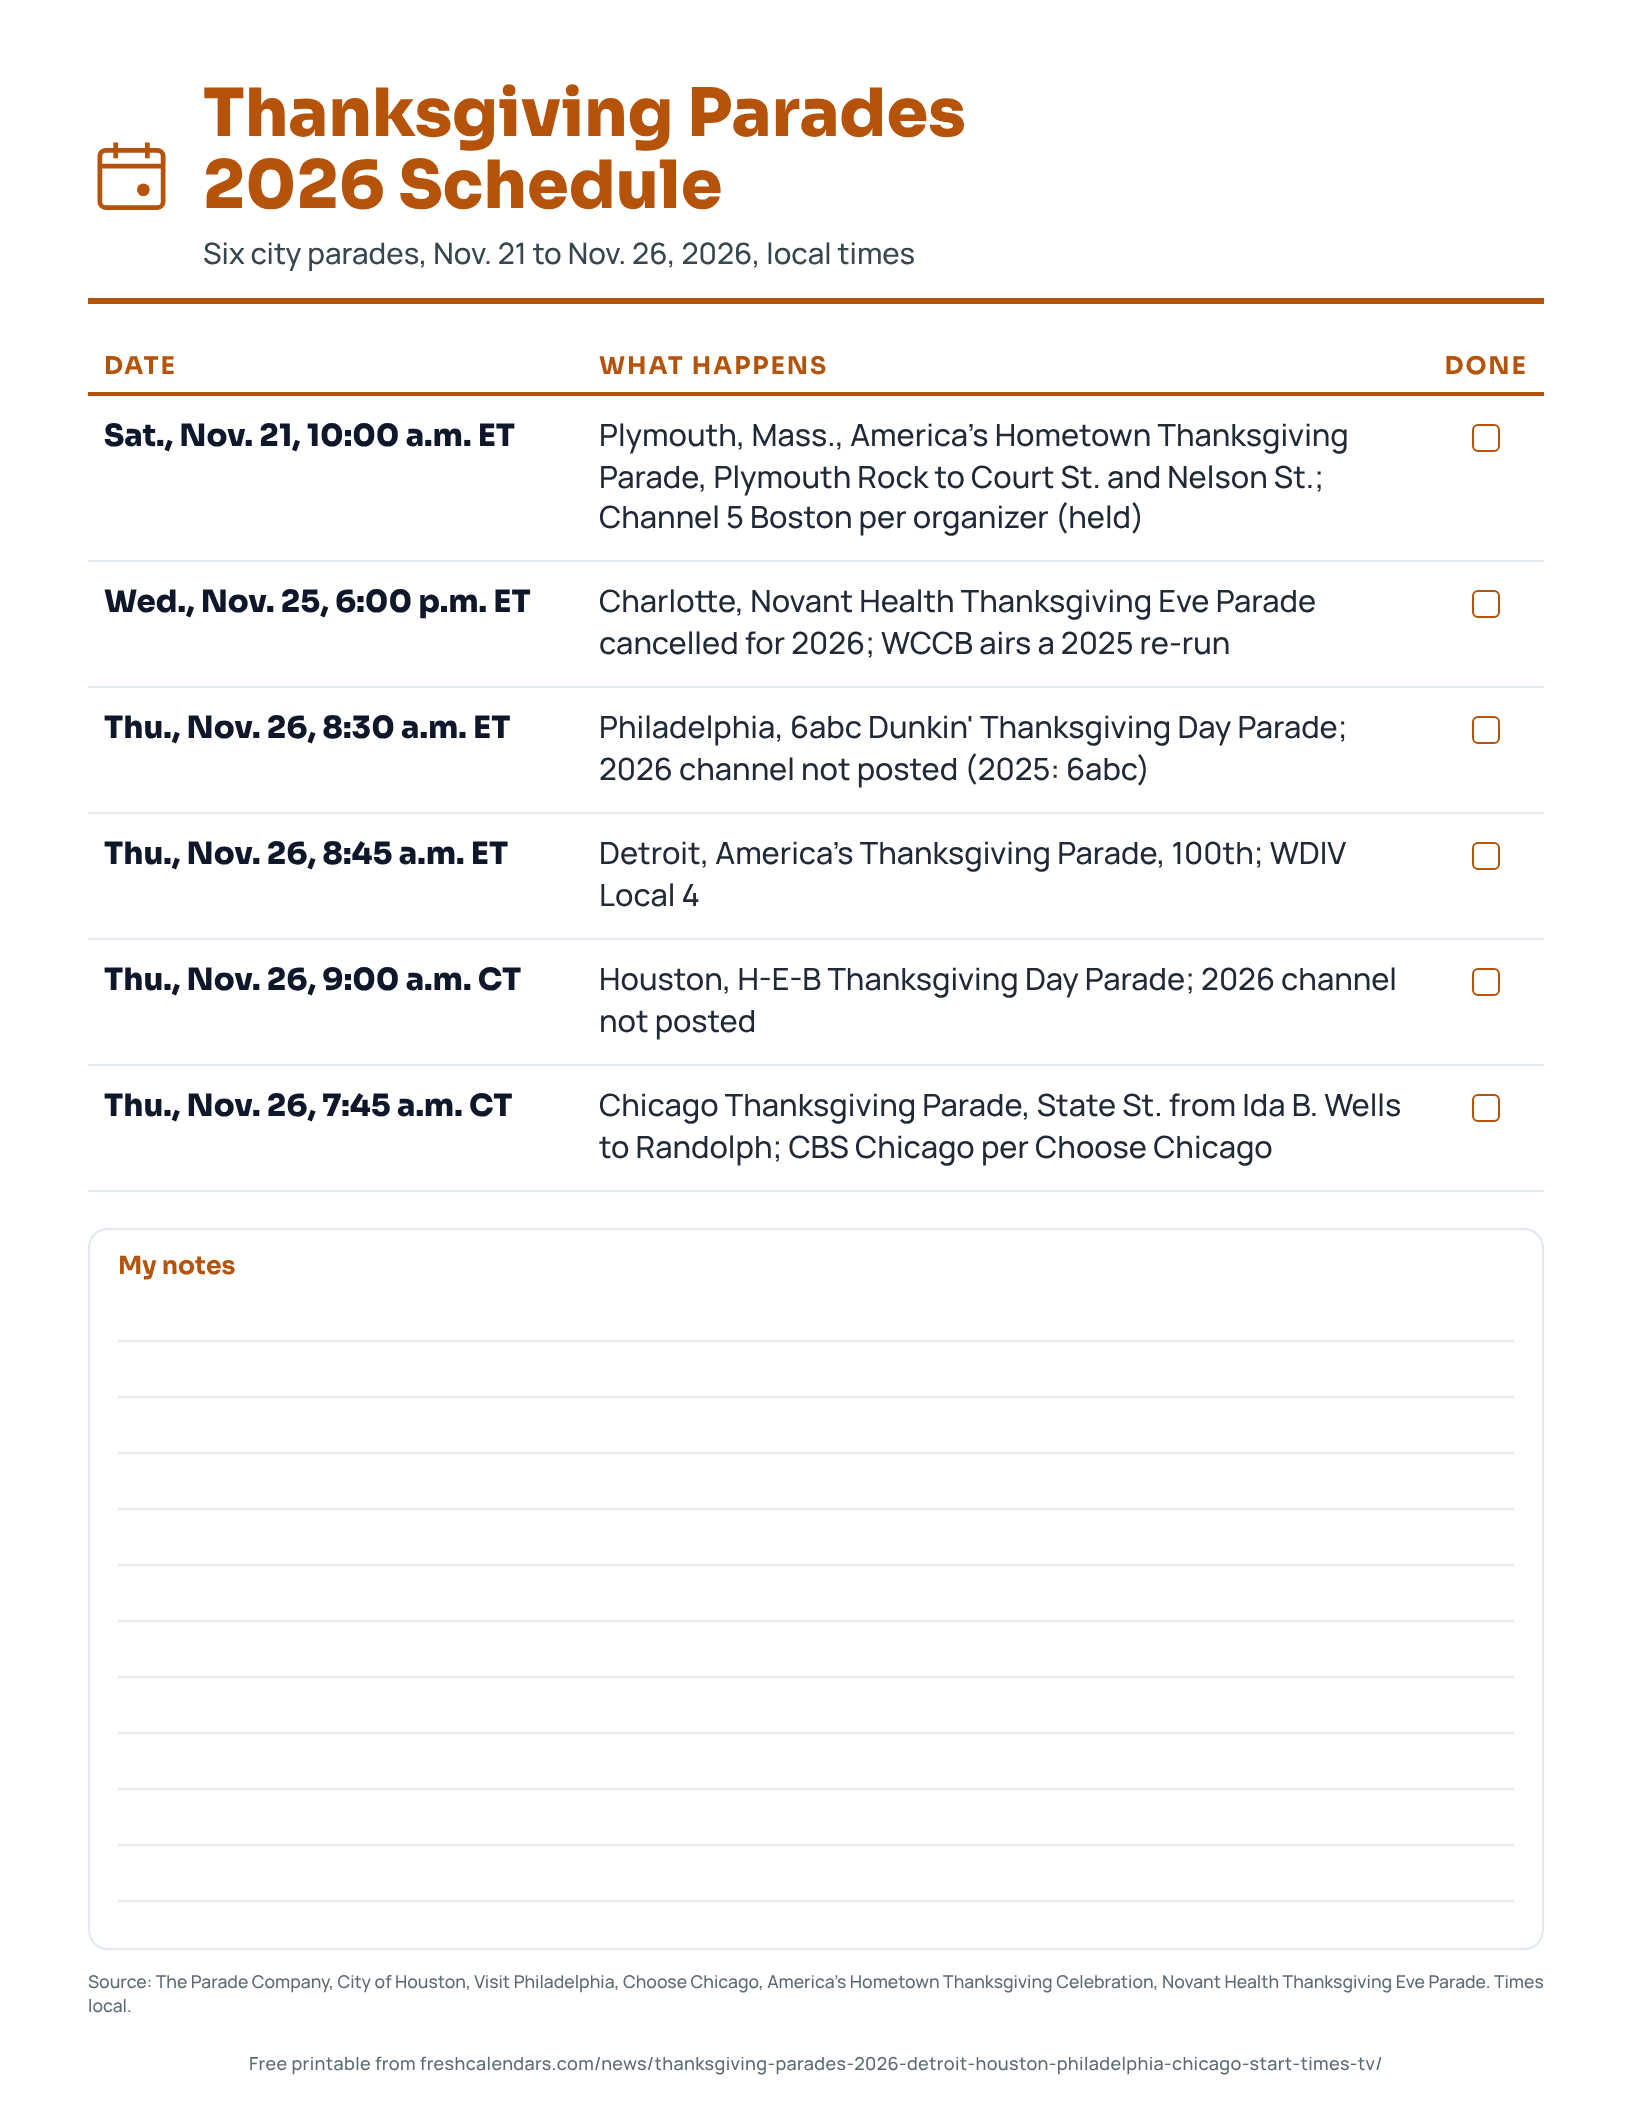 Thanksgiving Parades
2026 Schedule
Six city parades, Nov. 21 to Nov. 26, 2026, local times
DATE WHAT HAPPENS DONE
Sat., Nov. 21, 10:00 a.m. ET Plymouth, Mass., America’s Hometown Thanksgiving
Parade, Plymouth Rock to Court St. and Nelson St.;
Channel 5 Boston per organizer (held)
Wed., Nov. 25, 6:00 p.m. ET Charlotte, Novant Health Thanksgiving Eve Parade
cancelled for 2026; WCCB airs a 2025 re-run
Thu., Nov. 26, 8:30 a.m. ET Philadelphia, 6abc Dunkin' Thanksgiving Day Parade;
2026 channel not posted (2025: 6abc)
Thu., Nov. 26, 8:45 a.m. ET Detroit, America’s Thanksgiving Parade, 100th; WDIV
Local 4
Thu., Nov. 26, 9:00 a.m. CT Houston, H-E-B Thanksgiving Day Parade; 2026 channel
not posted
Thu., Nov. 26, 7:45 a.m. CT Chicago Thanksgiving Parade, State St. from Ida B. Wells
to Randolph; CBS Chicago per Choose Chicago
My notes
Source: The Parade Company, City of Houston, Visit Philadelphia, Choose Chicago, America’s Hometown Thanksgiving Celebration, Novant Health Thanksgiving Eve Parade. Times
local.
Free printable from freshcalendars.com/news/thanksgiving-parades-2026-detroit-houston-philadelphia-chicago-start-times-tv/